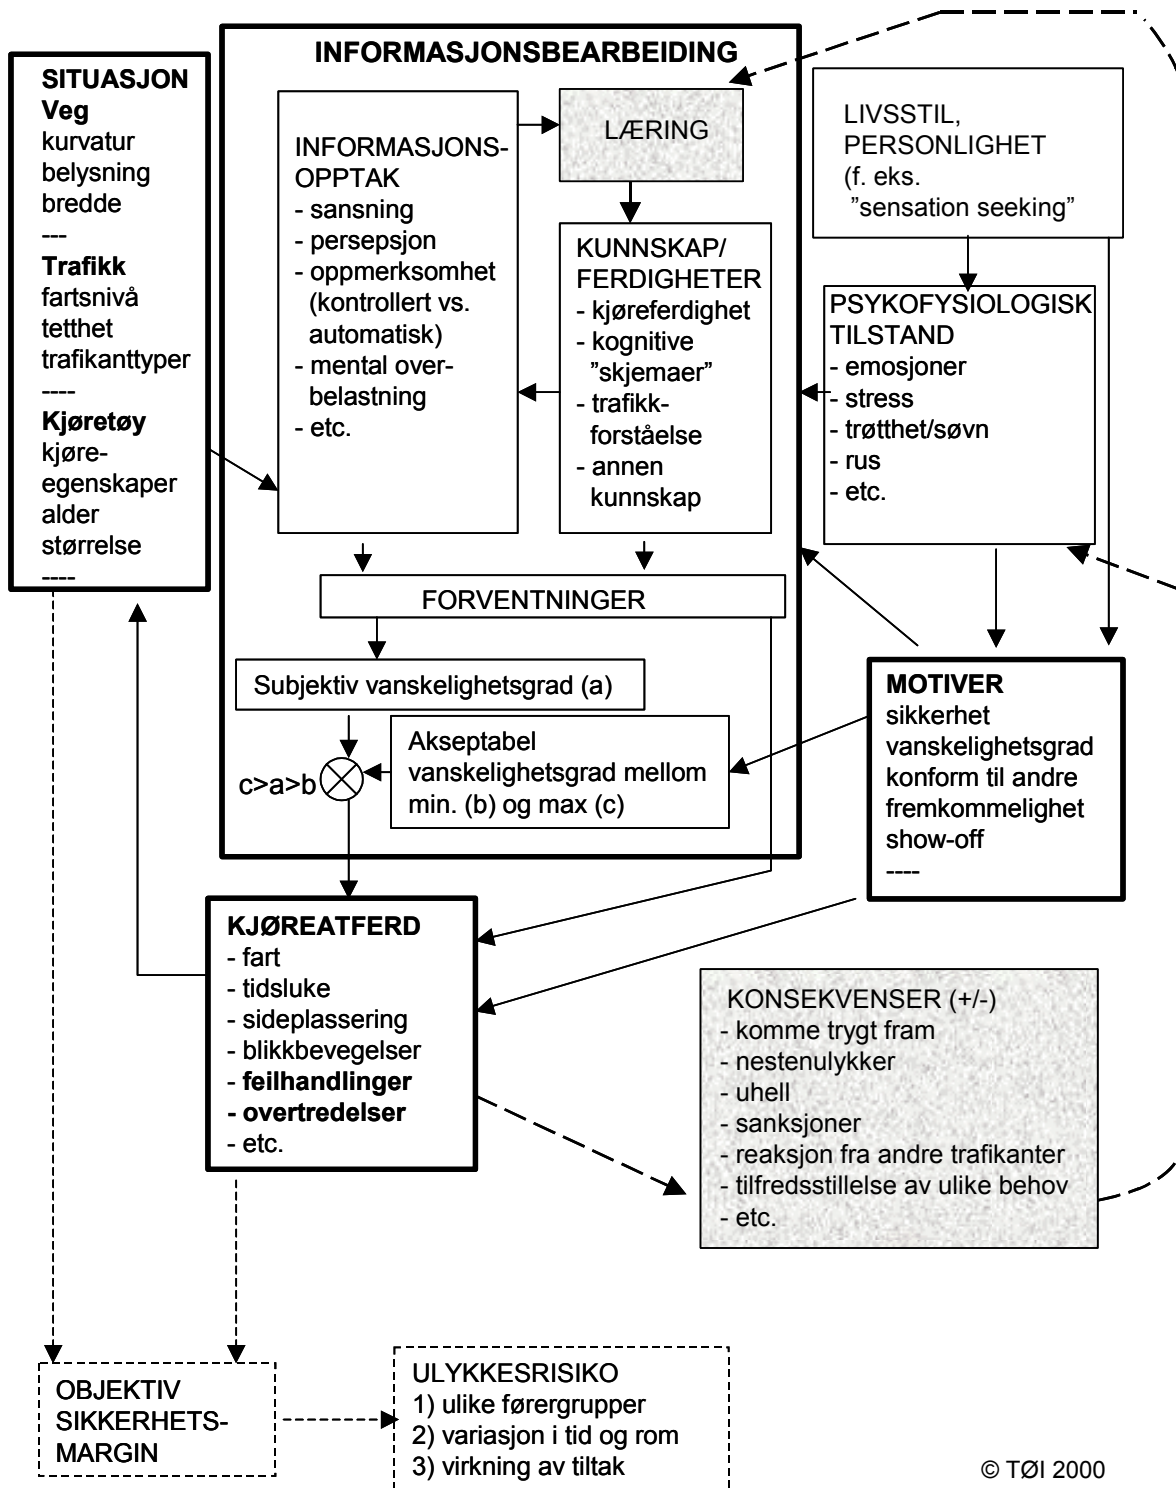 INFORMASJONSBEARBEIDING
SITUASJON
Veg
kurvatur
belysning
bredde
---
Trafikk
fartsnivå
tetthet
trafikanttyper
----
Kjøretøy
kjøre-
egenskaper
alder
størrelse
----
INFORMASJONS-
OPPTAK
- sansning
- persepsjon
- oppmerksomhet
(kontrollert vs.
automatisk)
- mental over-
belastning
- etc.
LÆRING
KUNNSKAP/
FERDIGHETER
- kjøreferdighet
- kognitive
"skjemaer"
- trafikk-
forståelse
- annen
kunnskap
LIVSSTIL,
PERSONLIGHET
(f. eks.
"sensation seeking"
PSYKOFYSIOLOGISK
TILSTAND
- emosjoner
- stress
- trøtthet/søvn
- rus
- etc.
FORVENTNINGER
Subjektiv vanskelighetsgrad (a)
c>a>b
Akseptabel
vanskelighetsgrad mellom
min. (b) og max (c)
MOTIVER
sikkerhet
vanskelighetsgrad
konform til andre
fremkommelighet
show-off
----
KJØREATFERD
- fart
- tidsluke
- sideplassering
- blikkbevegelser
- feilhandlinger
- overtredelser
- etc.
KONSEKVENSER (+/-)
- komme trygt fram
- nestenulykker
- uhell
- sanksjoner
- reaksjon fra andre trafikanter
- tilfredsstillelse av ulike behov
- etc.
OBJEKTIV
SIKKERHETS-
MARGIN
ULYKKESRISIKO
1) ulike førergrupper
2) variasjon i tid og rom
3) virkning av tiltak
© TØI 2000